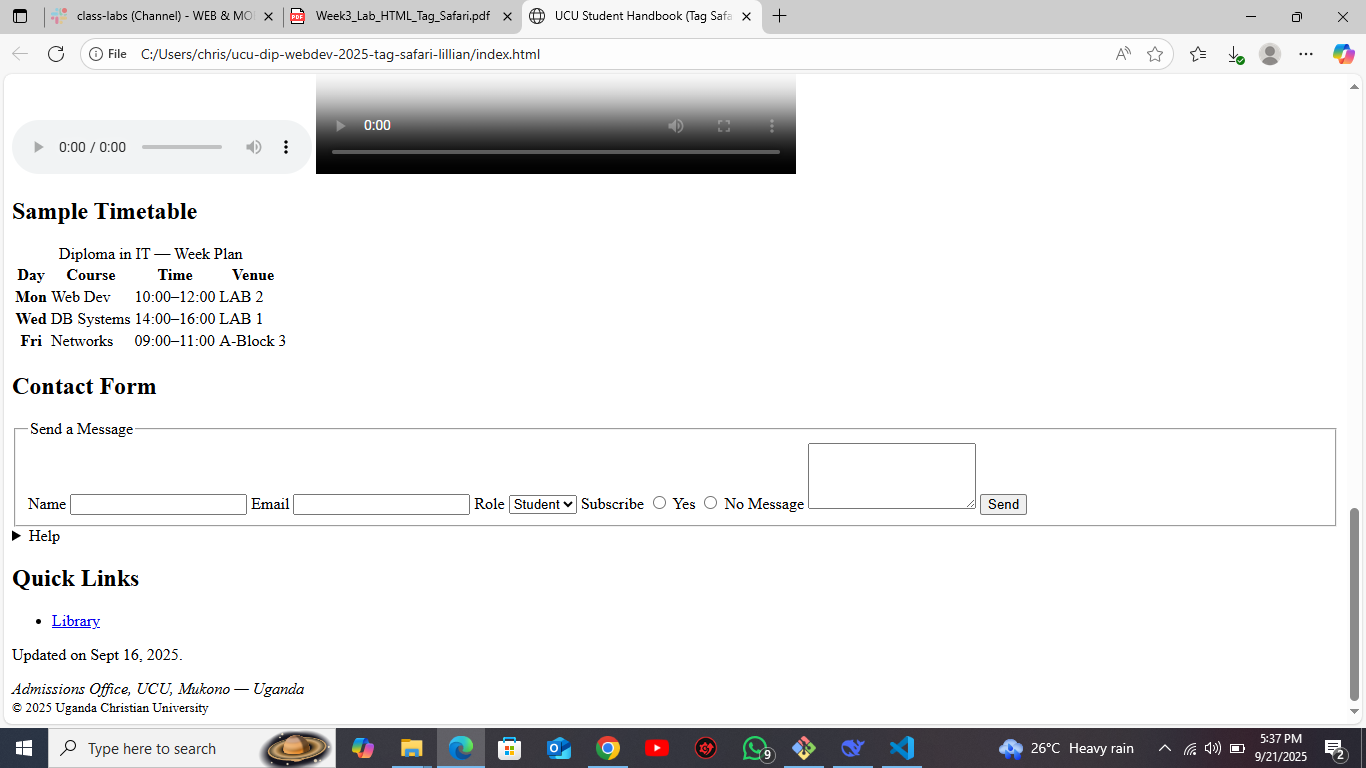 class-labs (Channel) - WEB & MO
Week3_Lab_HTML_Tag_Safari.pdf
UCU Student Handbook (Tag Safa
File C:/Users/chris/ucu-dip-webdev-2025-tag-safari-lillian/index.html
0:00 / 0:00
0:00
Sample Timetable
Diploma in IT — Week Plan
Day Course Time Venue
Mon Web Dev 10:00–12:00 LAB 2
Wed DB Systems 14:00–16:00 LAB 1
Fri Networks 09:00–11:00 A-Block 3
Contact Form
Send a Message
Name Email Role Student Subscribe Yes No Message Send
Help
Quick Links
Library
Updated on Sept 16, 2025.
Admissions Office, UCU, Mukono — Uganda
© 2025 Uganda Christian University
Type here to search
9
26°C Heavy rain
5:37 PM
9/21/2025
2